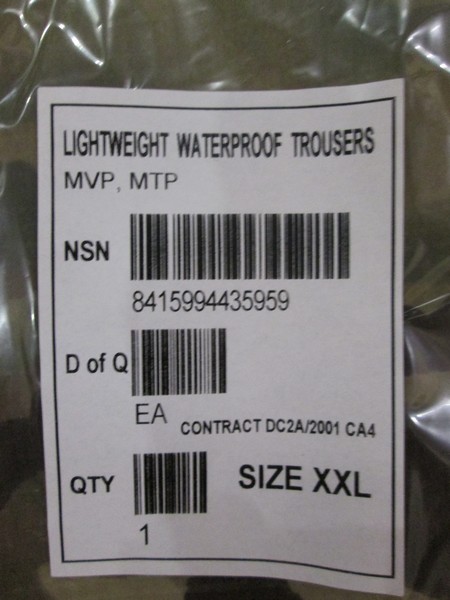 LIGHTWEIGHT WATERPROOF TROUSERS
MVP, MTP
NSN
8415994435959
D of Q
EA
CONTRACT DC2A/2001 CA4
QTY
SIZE XXL
1